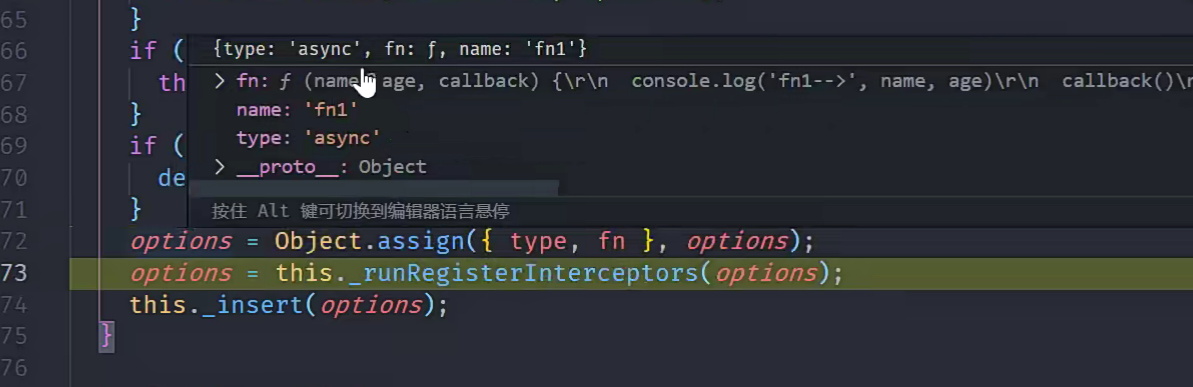 65 }
66 if ( {type: 'async', fn: ƒ, name: 'fn1'}
67 th > fn: ƒ (name, age, callback) {\r\n  console.log('fn1-->', name, age)\r\n  callback()\r
name: 'fn1'
68 }
type: 'async'
69 if (
> __proto__: Object
70 de
71 } 按住 Alt 键可切换到编辑器语言悬停
72 options = Object.assign({ type, fn }, options);
73 options = this._runRegisterInterceptors(options);
74 this._insert(options);
75 }
76